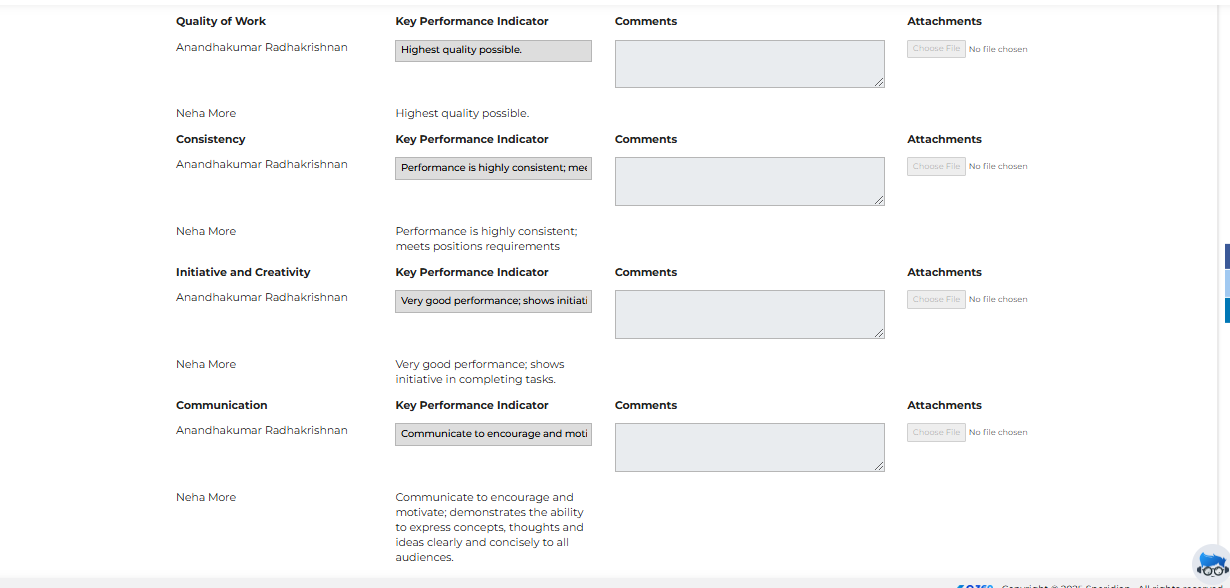 Quality of Work Key Performance Indicator Comments Attachments
Anandhakumar Radhakrishnan Highest quality possible. Choose File No file chosen
Neha More Highest quality possible.
Consistency Key Performance Indicator Comments Attachments
Anandhakumar Radhakrishnan Performance is highly consistent; mee Choose File No file chosen
Neha More Performance is highly consistent;
meets positions requirements
Initiative and Creativity Key Performance Indicator Comments Attachments
Anandhakumar Radhakrishnan Very good performance; shows initiati Choose File No file chosen
Neha More Very good performance; shows
initiative in completing tasks.
Communication Key Performance Indicator Comments Attachments
Anandhakumar Radhakrishnan Communicate to encourage and moti Choose File No file chosen
Neha More Communicate to encourage and
motivate; demonstrates the ability
to express concepts, thoughts and
ideas clearly and concisely to all
audiences.